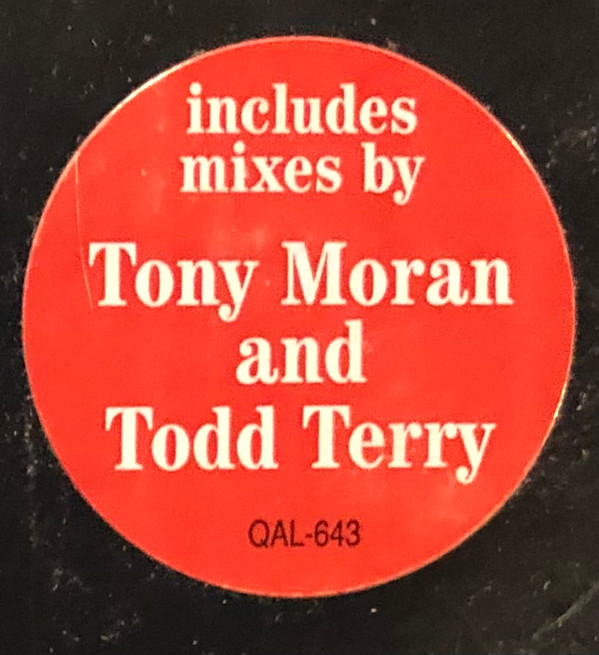 includes
mixes by
Tony Moran
and
Todd Terry
QAL-643